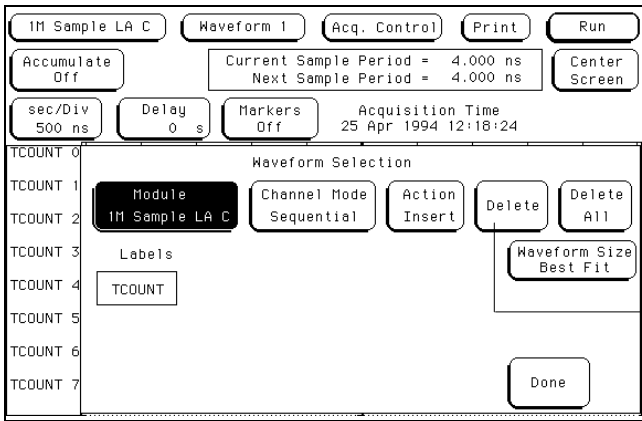 1M Sample LA C
Waveform 1
Acq. Control
Print
Run
Accumulate
Off
Current Sample Period = 4.000 ns
Next Sample Period = 4.000 ns
Center
Screen
sec/Div
500 ns
Delay
0 s
Markers
Off
Acquisition Time
25 Apr 1994 12:18:24
TCOUNT 0
TCOUNT 1
TCOUNT 2
TCOUNT 3
TCOUNT 4
TCOUNT 5
TCOUNT 6
TCOUNT 7
Waveform Selection
Module
1M Sample LA C
Channel Mode
Sequential
Action
Insert
Delete
Delete
All
Labels
TCOUNT
Waveform Size
Best Fit
Done